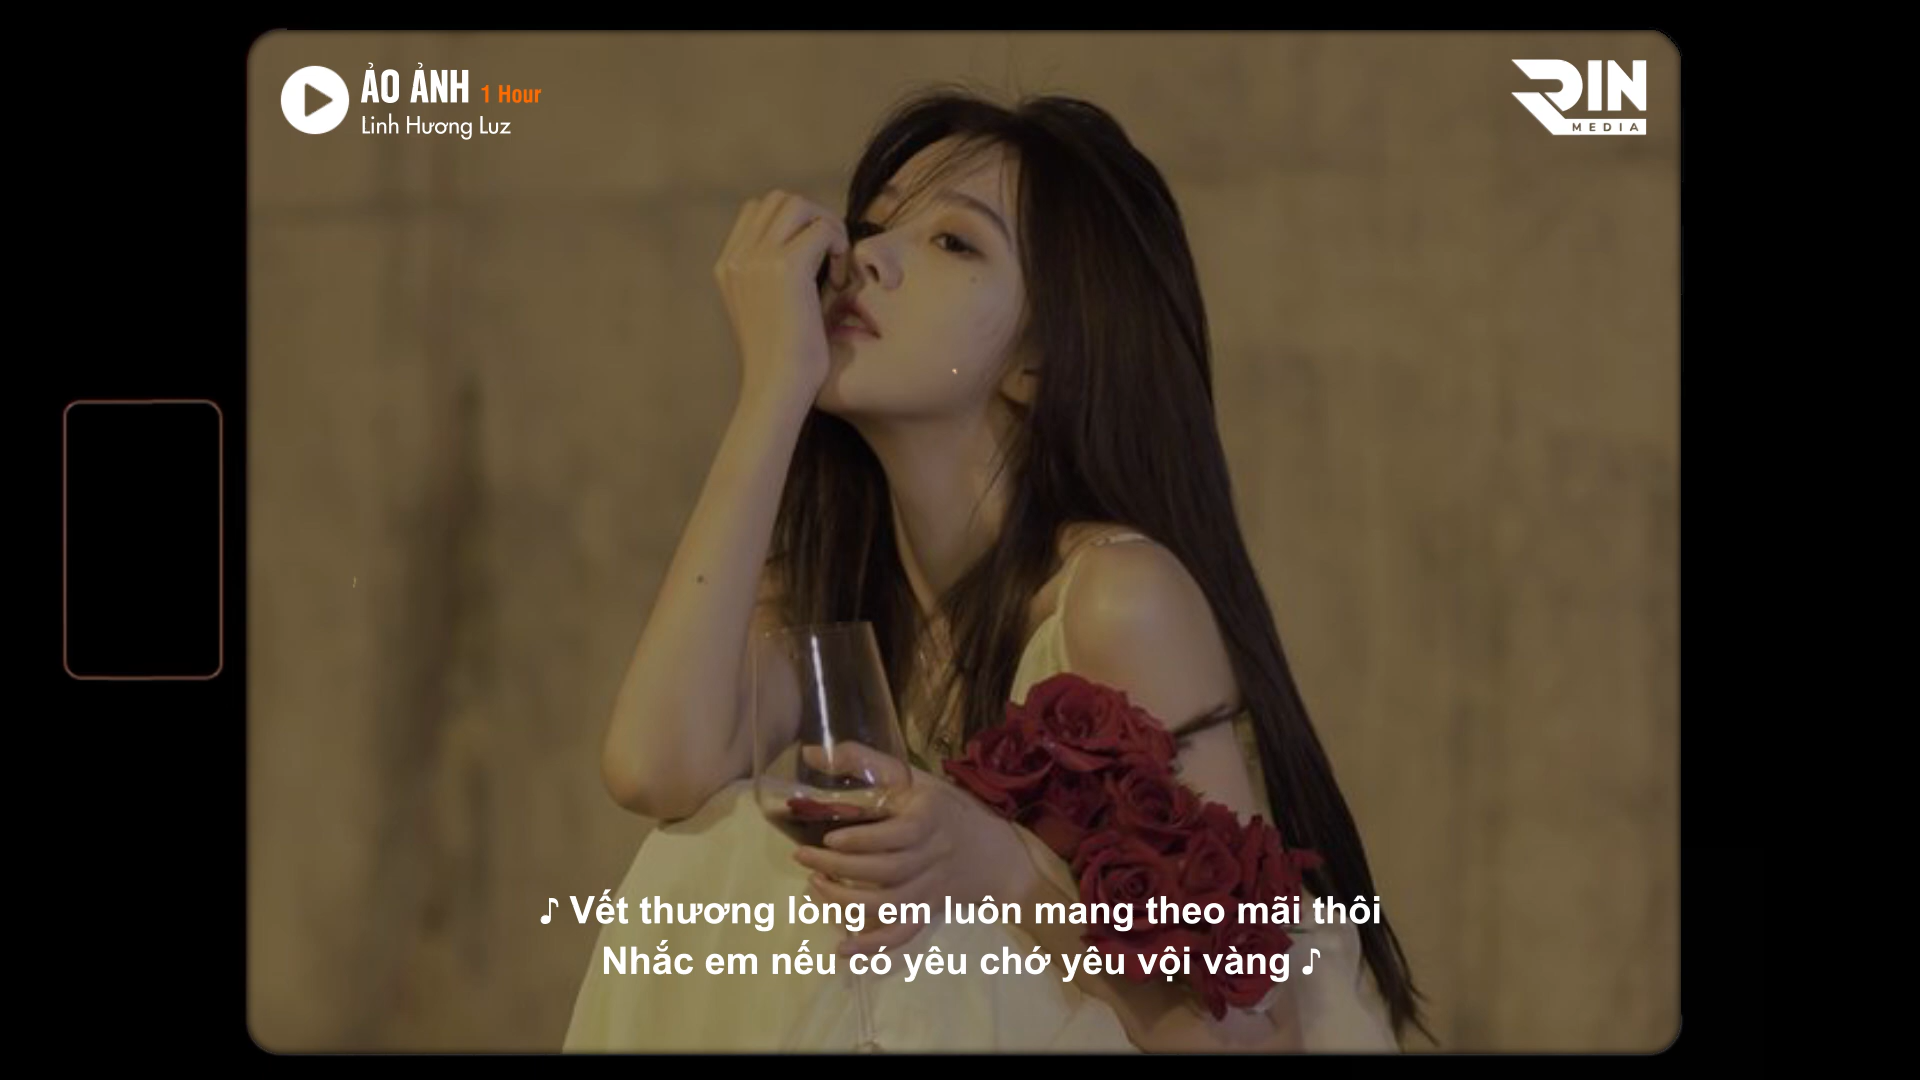 ẢO ẢNH 1 Hour
Linh Hương Luz
RIN
MEDIA
♪ Vết thương lòng em luôn mang theo mãi thôi
Nhắc em nếu có yêu chớ yêu vội vàng ♪